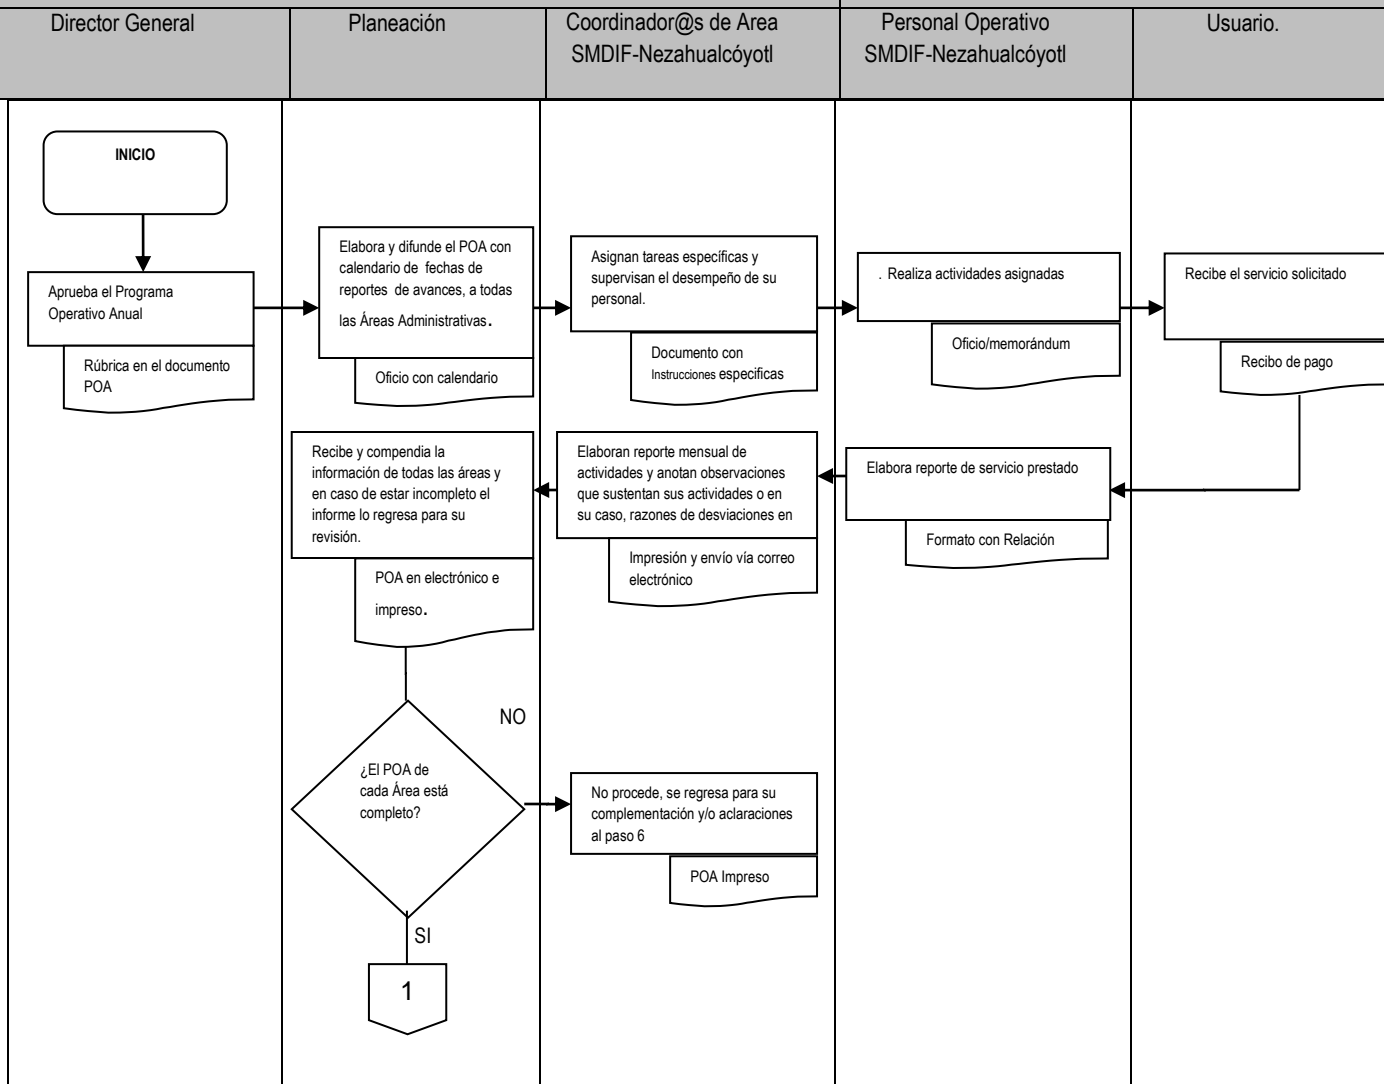 Director General
Planeación
Coordinador@s de Area
SMDIF-Nezahualcóyotl
Personal Operativo
SMDIF-Nezahualcóyotl
Usuario.
INICIO
Aprueba el Programa
Operativo Anual
Rúbrica en el documento
POA
Elabora y difunde el POA con
calendario de fechas de
reportes de avances, a todas
las Áreas Administrativas.
Oficio con calendario
Asignan tareas específicas y
supervisan el desempeño de su
personal.
Documento con
Instrucciones especificas
. Realiza actividades asignadas
Oficio/memorándum
Recibe el servicio solicitado
Recibo de pago
Elabora reporte de servicio prestado
Formato con Relación
Elaboran reporte mensual de
actividades y anotan observaciones
que sustentan sus actividades o en
su caso, razones de desviaciones en
Impresión y envío vía correo
electrónico
Recibe y compendia la
información de todas las áreas y
en caso de estar incompleto el
informe lo regresa para su
revisión.
POA en electrónico e
impreso.
¿El POA de
cada Área está
completo?
NO
No procede, se regresa para su
complementación y/o aclaraciones
al paso 6
POA Impreso
SI
1